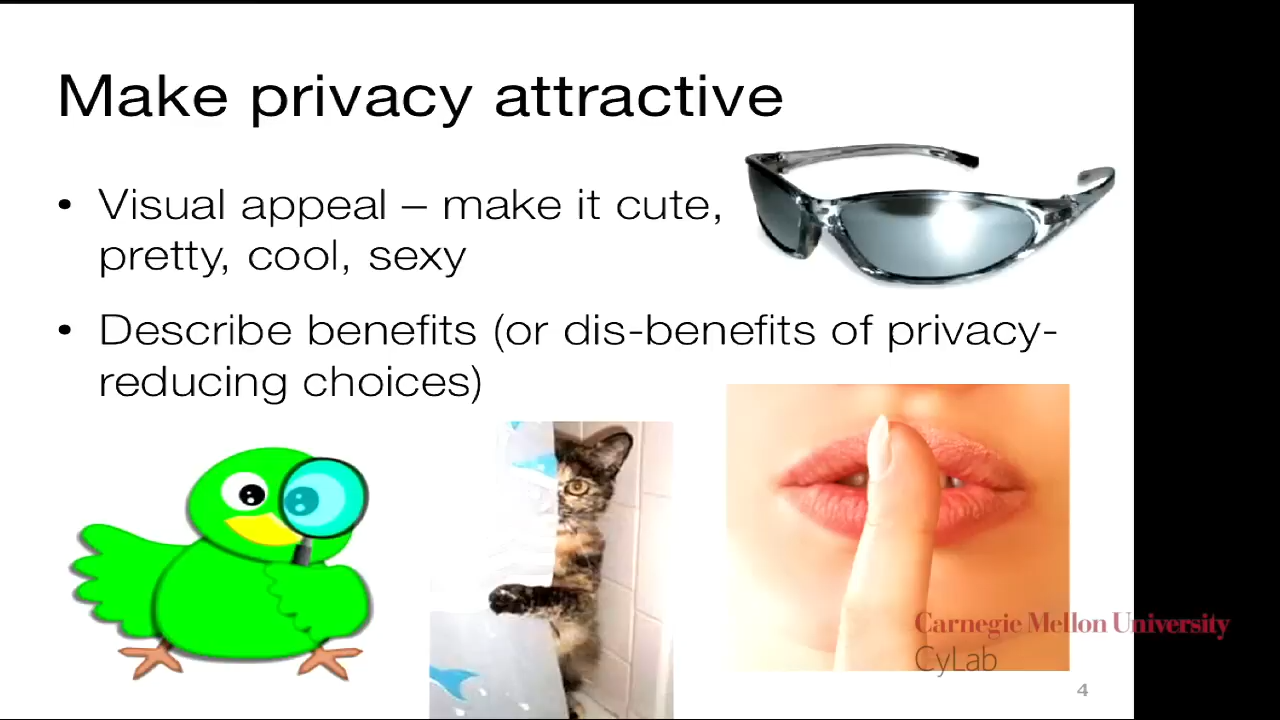 Make privacy attractive
• Visual appeal – make it cute,
pretty, cool, sexy
• Describe benefits (or dis-benefits of privacy-
reducing choices)
Carnegie Mellon University
CyLab
4